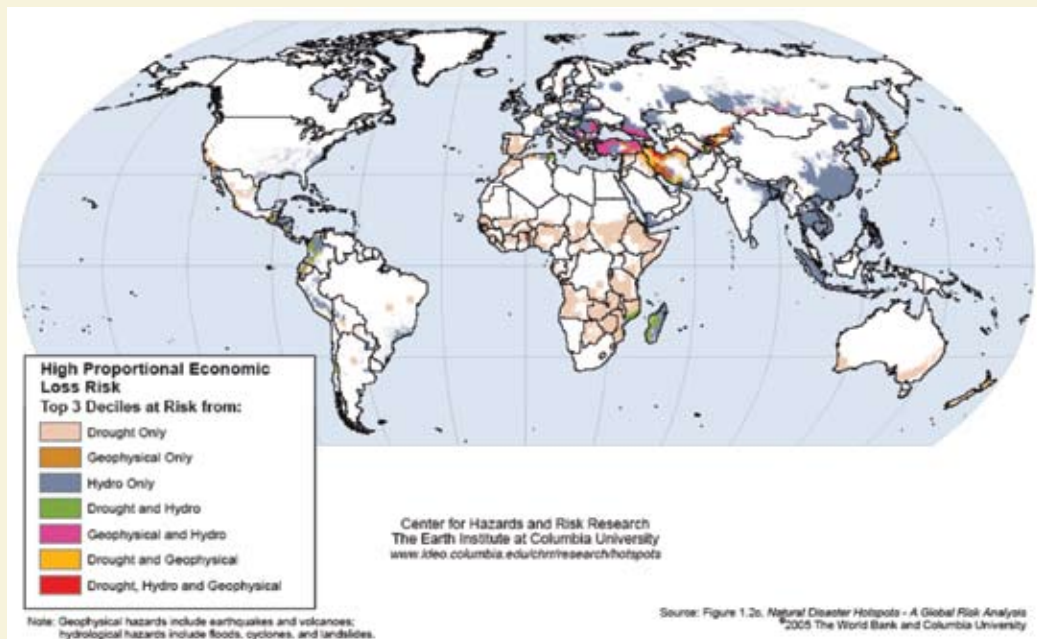 High Proportional Economic
Loss Risk
Top 3 Deciles at Risk from:
Drought Only
Geophysical Only
Hydro Only
Drought and Hydro
Geophysical and Hydro
Drought and Geophysical
Drought, Hydro and Geophysical
Note: Geophysical hazards include earthquakes and volcanoes;
hydrological hazards include floods, cyclones, and landslides.
Center for Hazards and Risk Research
The Earth Institute at Columbia University
www.ldeo.columbia.edu/chrr/research/hotspots
Source: Figure 1.2c, Natural Disaster Hotspots - A Global Risk Analysis
©2005 The World Bank and Columbia University